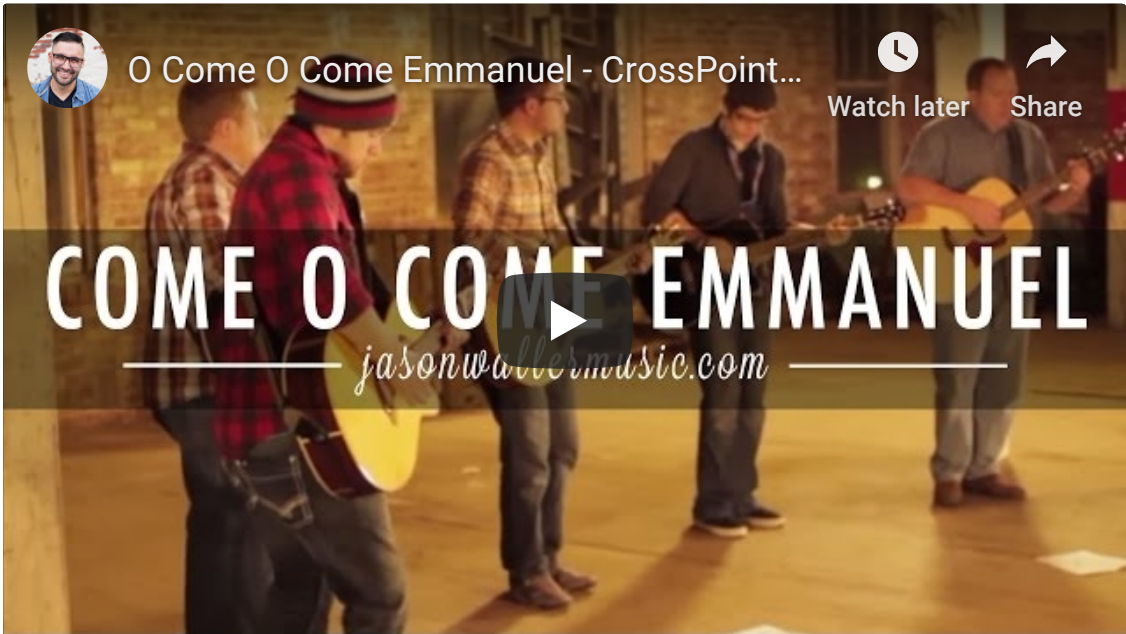 O Come O Come Emmanuel - CrossPoint...
Watch later
Share
COME O COME EMMANUEL
jasonwallermusic.com